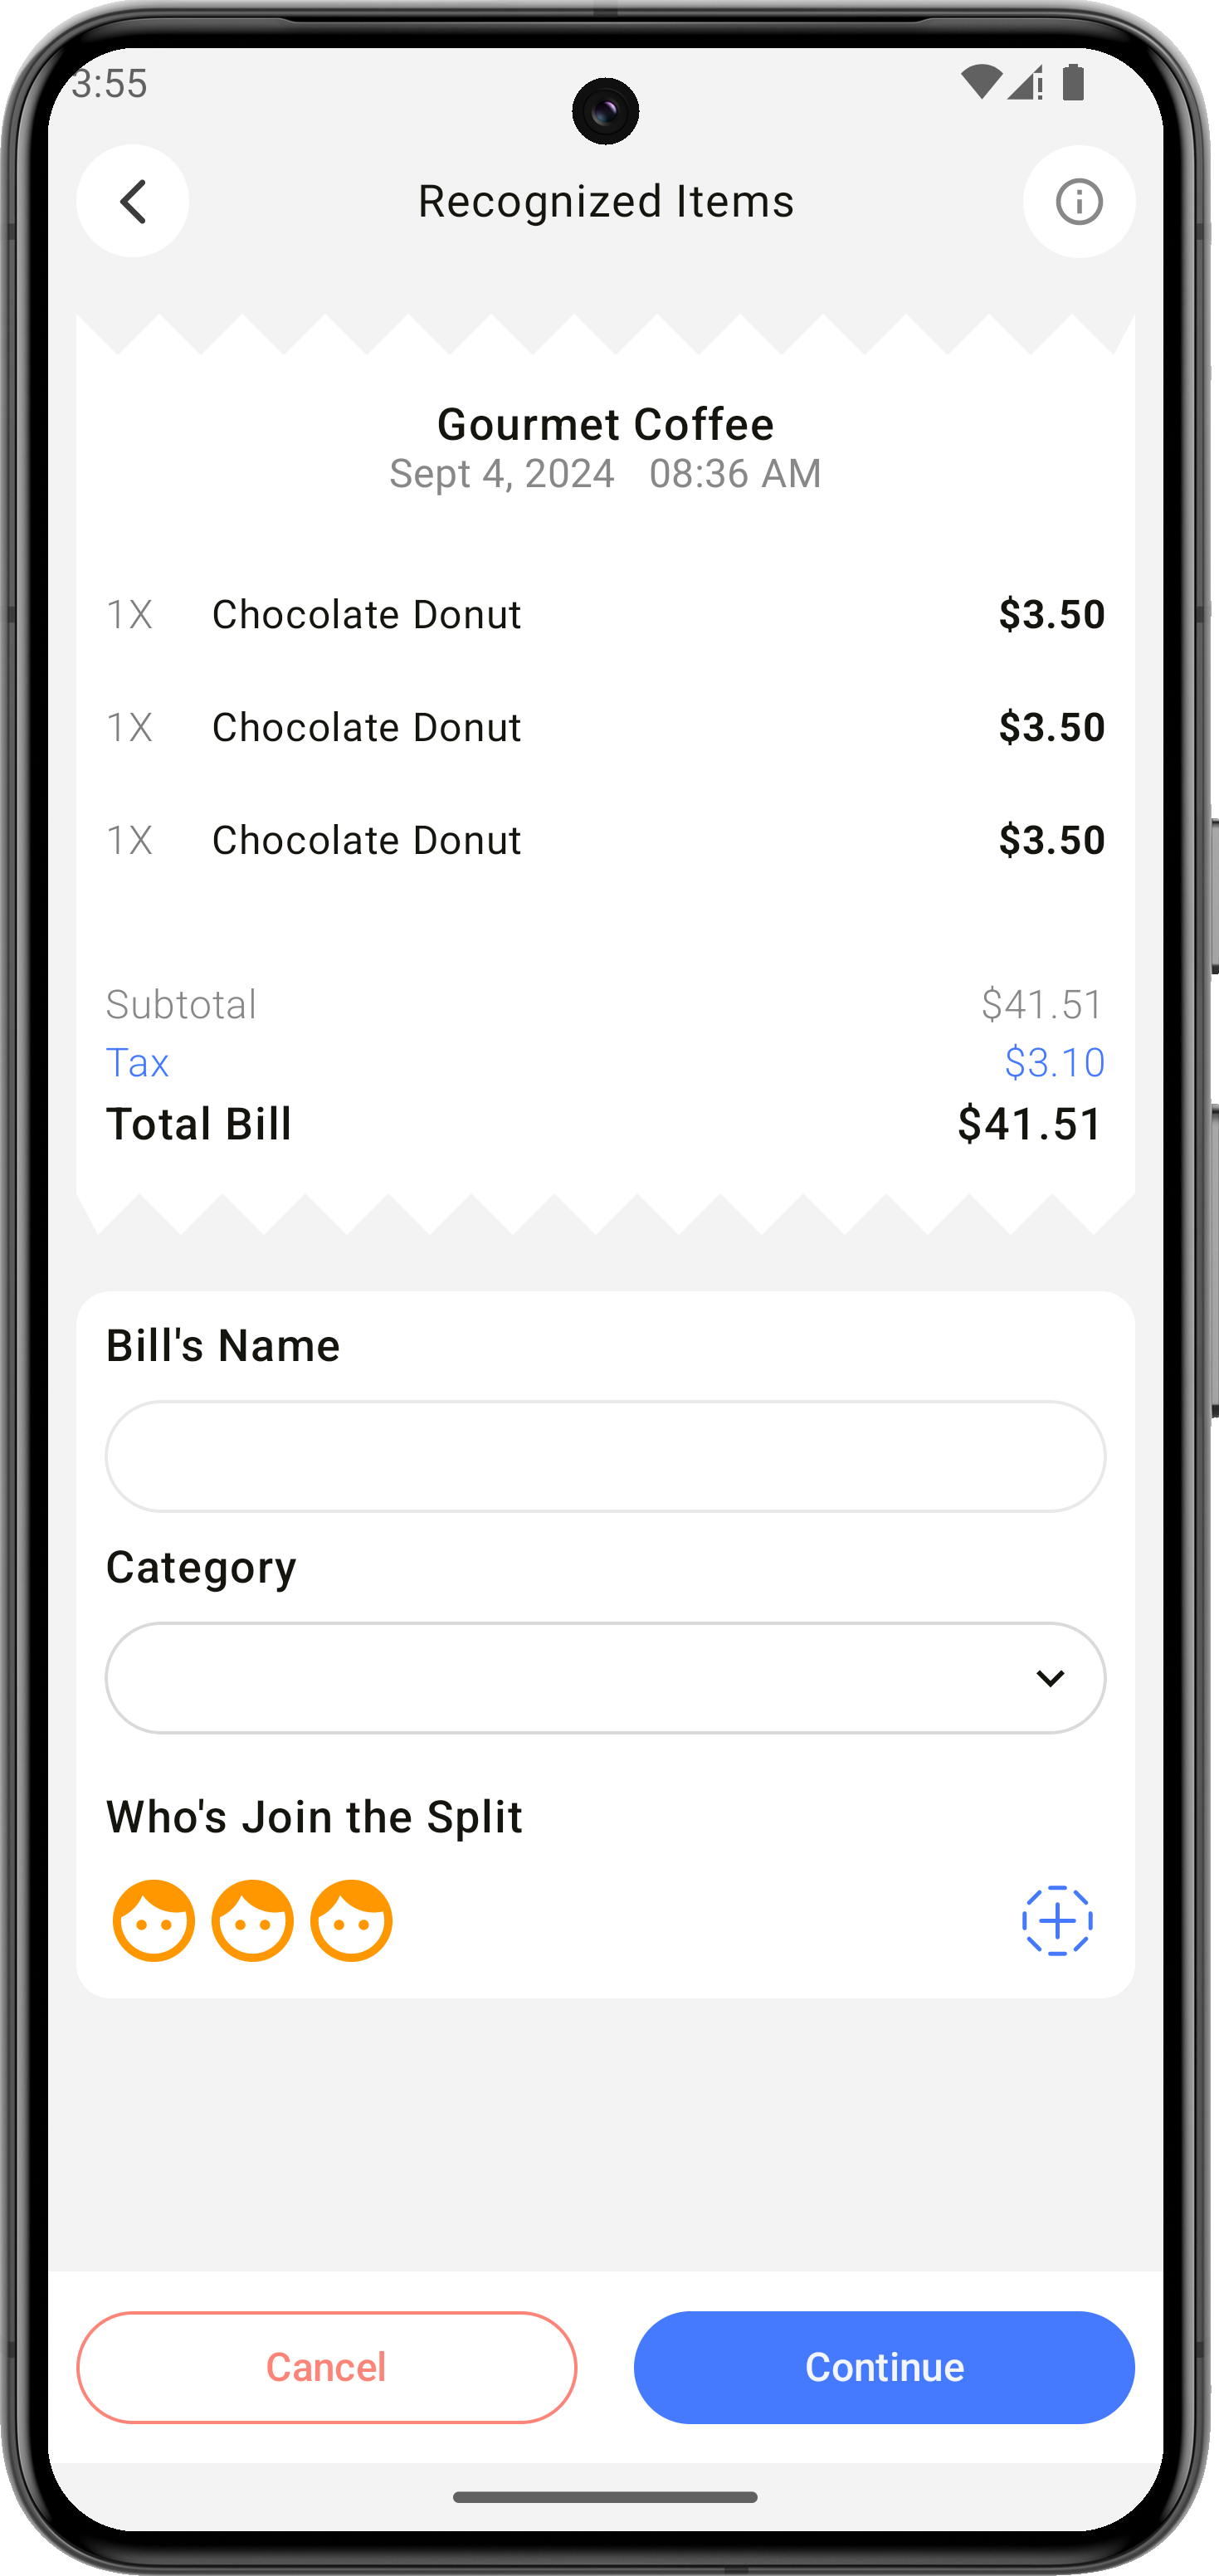 3:55
Recognized Items
Gourmet Coffee
Sept 4, 2024 08:36 AM
1X Chocolate Donut $3.50
1X Chocolate Donut $3.50
1X Chocolate Donut $3.50
Subtotal $41.51
Tax $3.10
Total Bill $41.51
Bill's Name
Category
Who's Join the Split
Cancel Continue